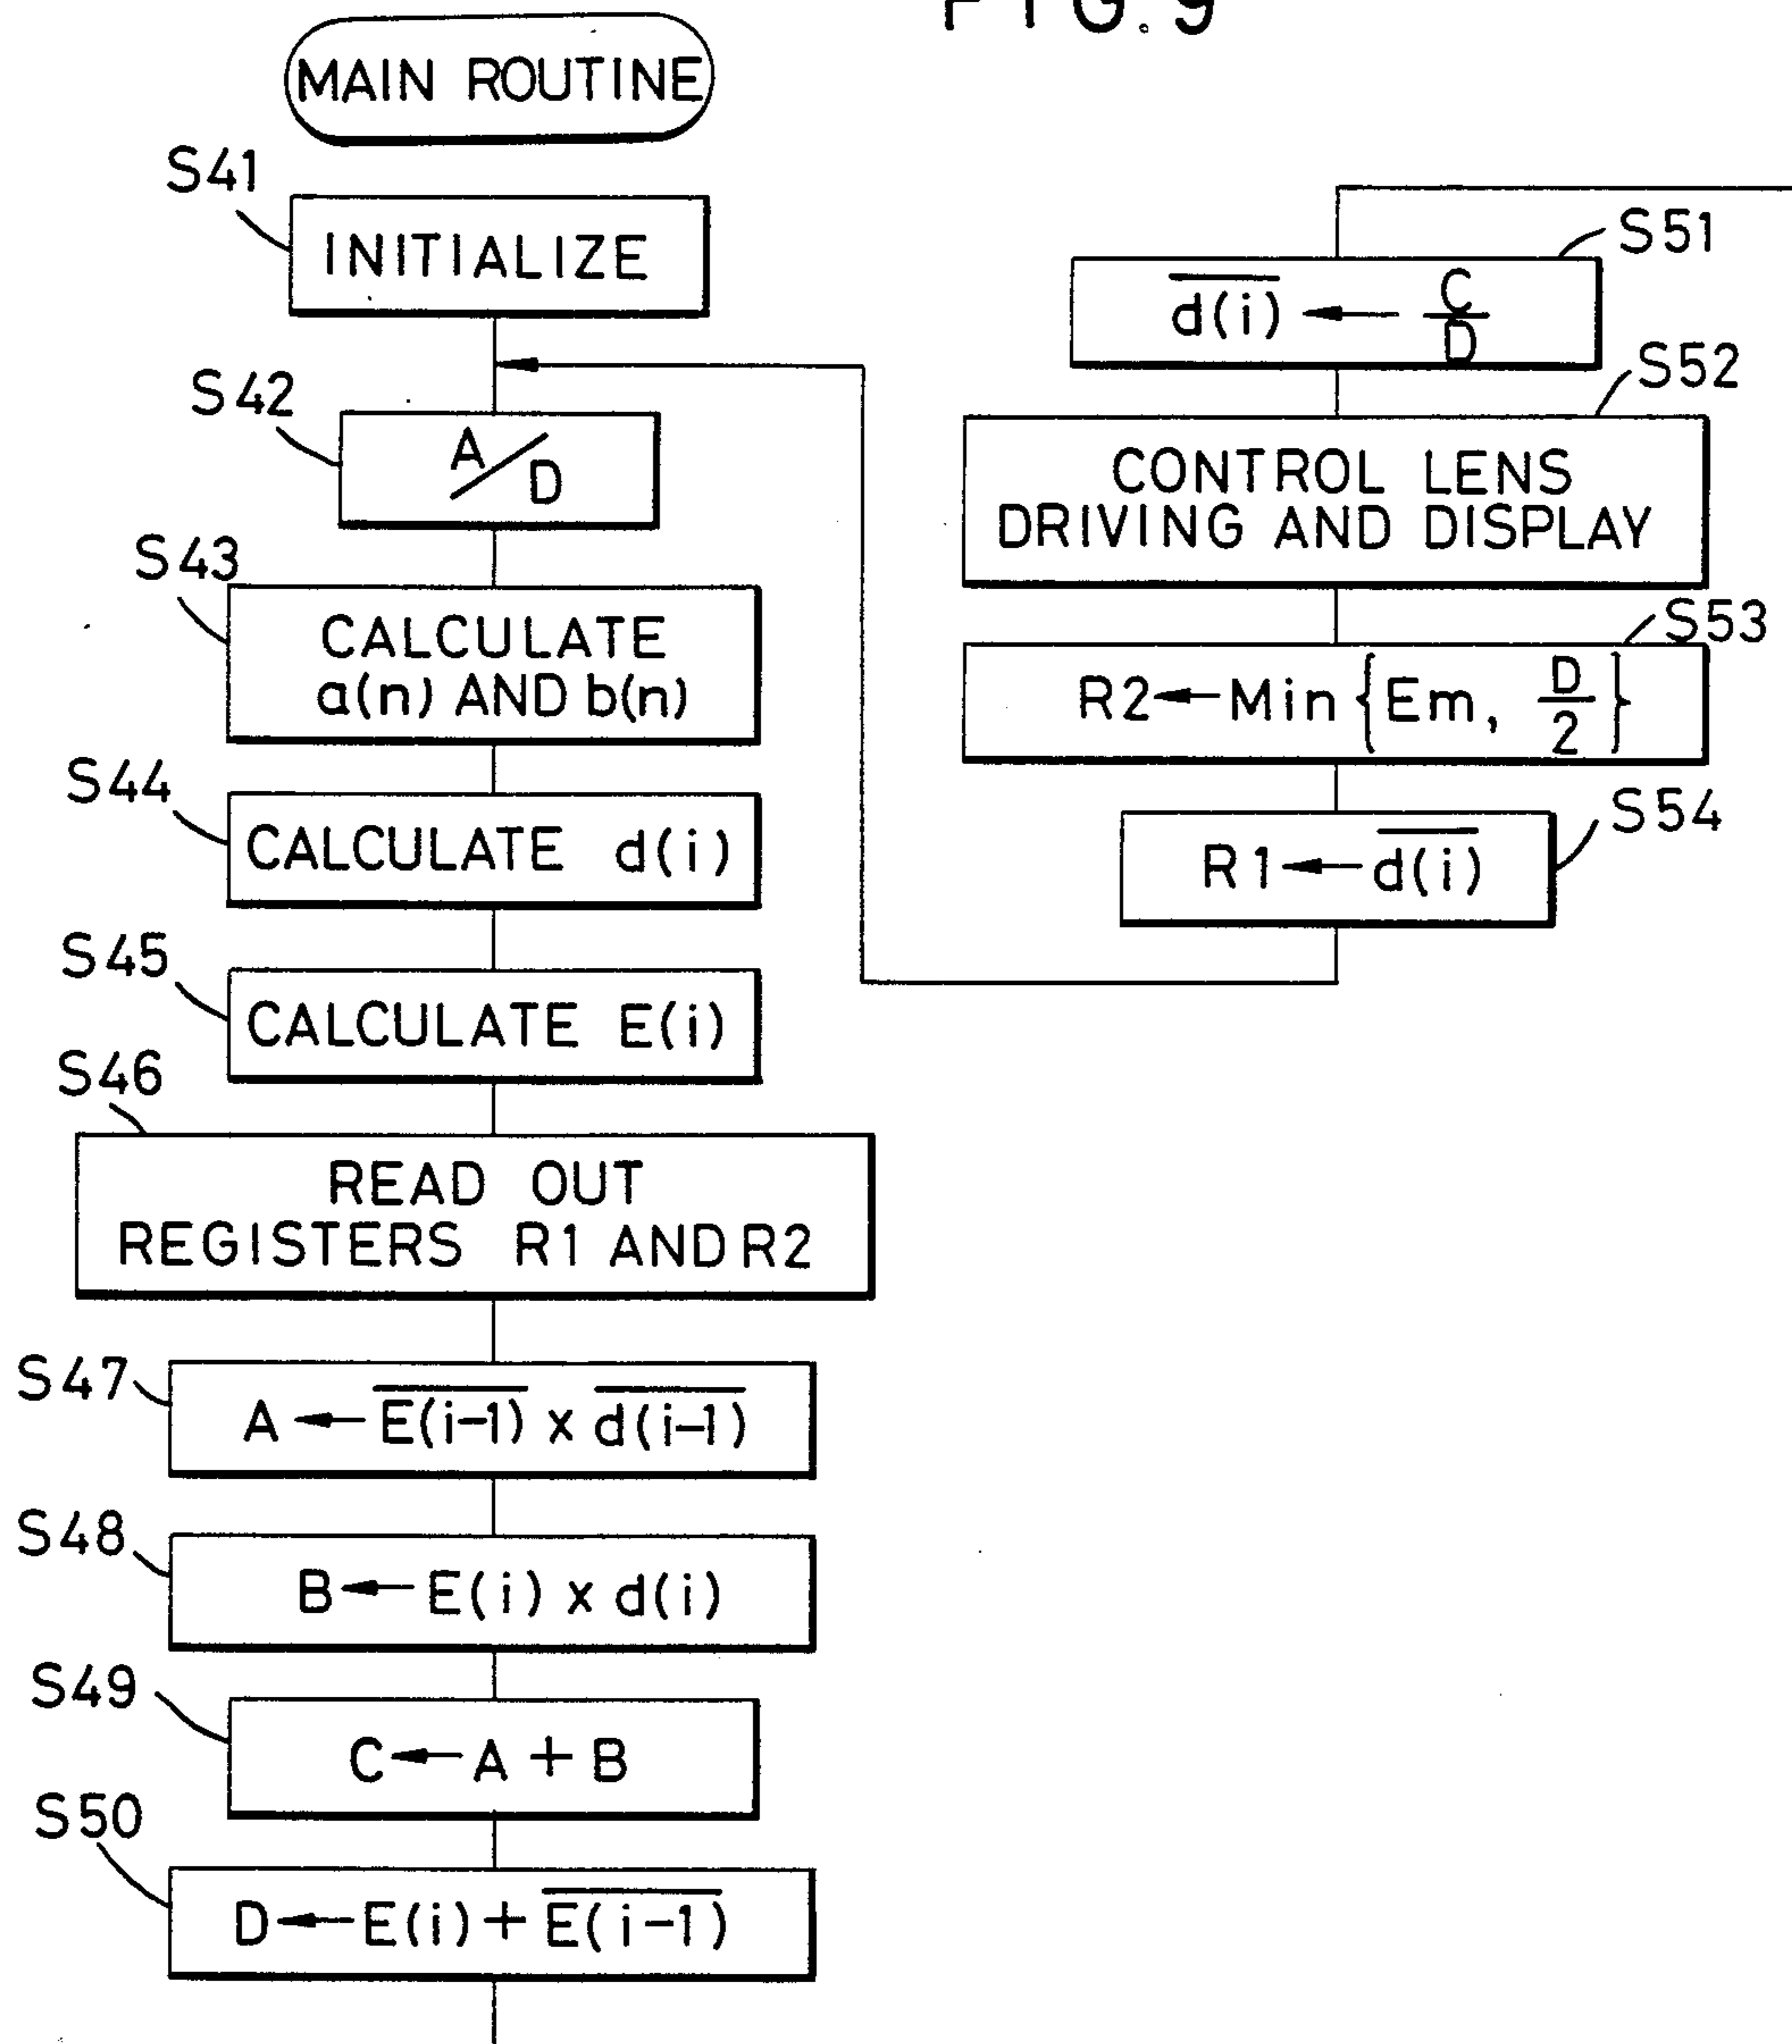 FIG. 9
MAIN ROUTINE
S41
INITIALIZE
S42
A/D
S43
CALCULATE
a(n) AND b(n)
S44
CALCULATE d(i)
S45
CALCULATE E(i)
S46
READ OUT
REGISTERS R1 AND R2
S47
A ← E̅(̅i̅-̅1̅)̅ x d̅(̅i̅-̅1̅)̅
S48
B ← E(i) x d(i)
S49
C ← A + B
S50
D ← E(i) + E̅(̅i̅-̅1̅)̅
S51
d̅(̅i̅)̅ ← C/D
S52
CONTROL LENS
DRIVING AND DISPLAY
S53
R2 ← Min {Em, D/2}
S54
R1 ← d̅(̅i̅)̅